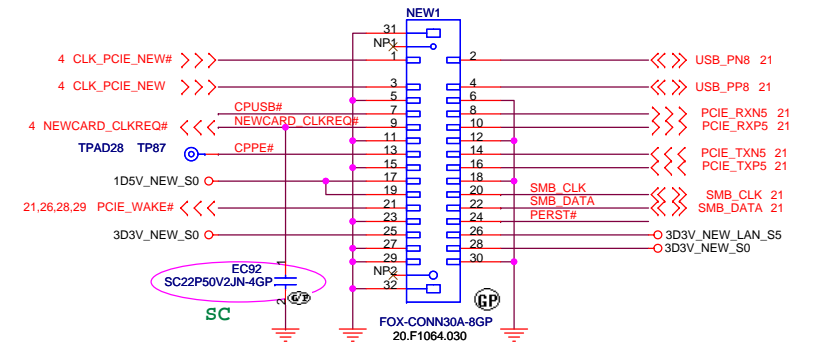 NEW1
31
NP1
4 CLK_PCIE_NEW# 1 2 USB_PN8 21
4 CLK_PCIE_NEW 3 4 USB_PP8 21
5 6
CPUSB# 7 8 PCIE_RXN5 21
4 NEWCARD_CLKREQ# NEWCARD_CLKREQ# 9 10 PCIE_RXP5 21
11 12
TPAD28 TP87 CPPE# 13 14 PCIE_TXN5 21
15 16 PCIE_TXP5 21
1D5V_NEW_S0 17 18
19 20 SMB_CLK SMB_CLK 21
21,26,28,29 PCIE_WAKE# 21 22 SMB_DATA SMB_DATA 21
23 24 PERST#
3D3V_NEW_S0 25 26 3D3V_NEW_LAN_S5
27 28 3D3V_NEW_S0
29 30
NP2
32
EC92
SC22P50V2JN-4GP
1
2
GP
SC
GP
FOX-CONN30A-8GP
20.F1064.030